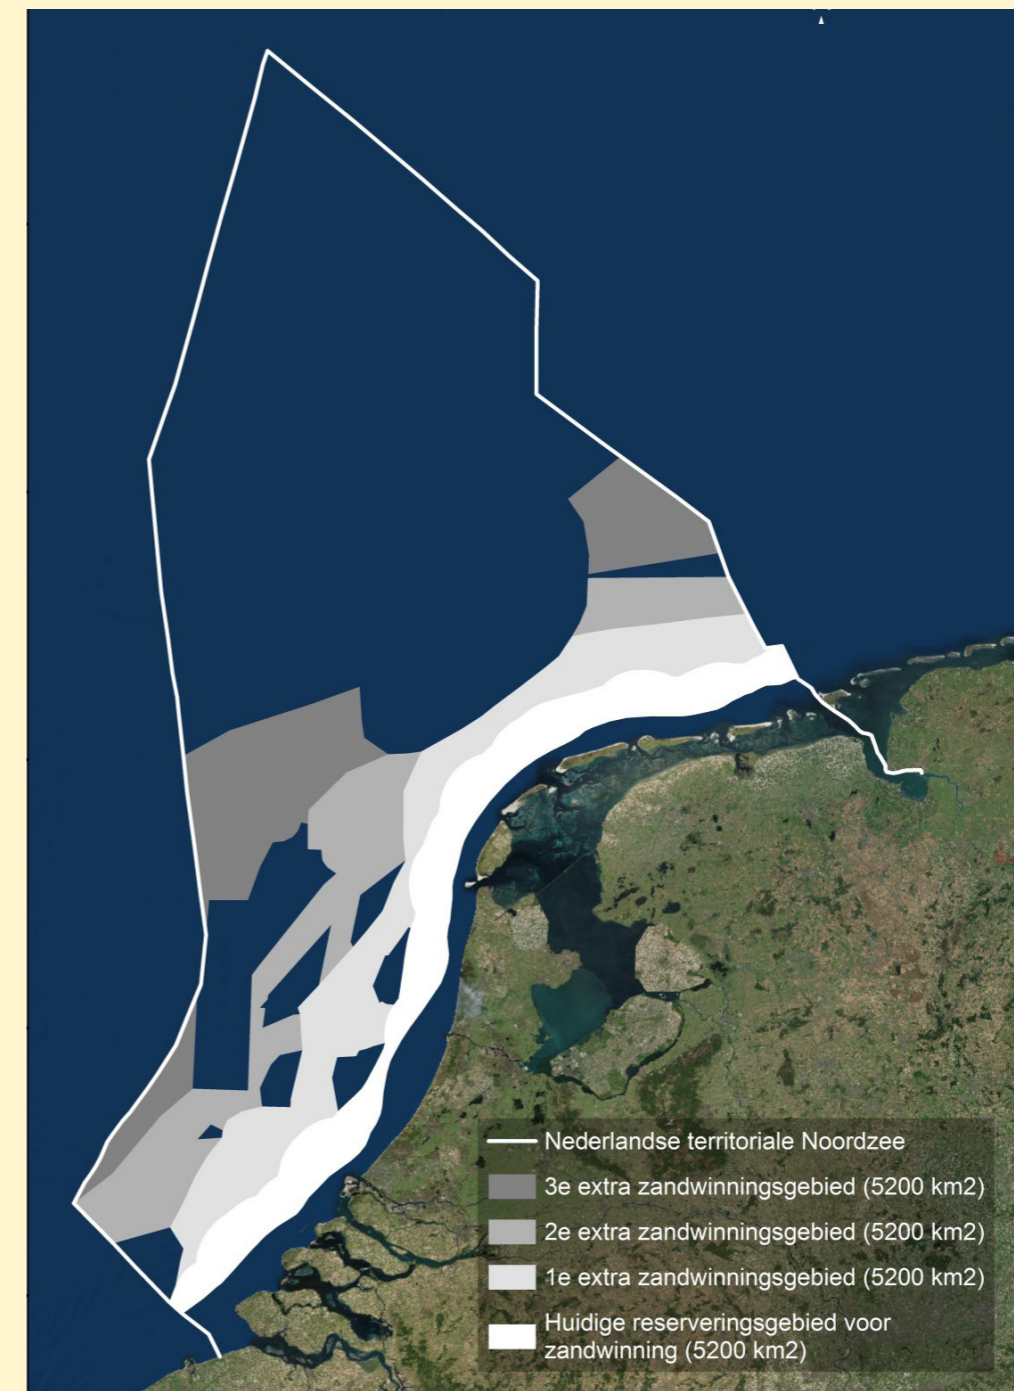 Nederlandse territoriale Noordzee
3e extra zandwinningsgebied (5200 km2)
2e extra zandwinningsgebied (5200 km2)
1e extra zandwinningsgebied (5200 km2)
Huidige reserveringsgebied voor
zandwinning (5200 km2)